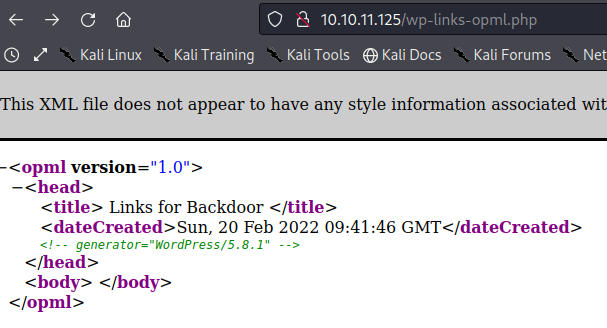 10.10.11.125/wp-links-opml.php
Kali Linux Kali Training Kali Tools Kali Docs Kali Forums Net
This XML file does not appear to have any style information associated wit
−<opml version="1.0">
−<head>
<title> Links for Backdoor </title>
<dateCreated>Sun, 20 Feb 2022 09:41:46 GMT</dateCreated>
<!-- generator="WordPress/5.8.1" -->
</head>
<body> </body>
</opml>